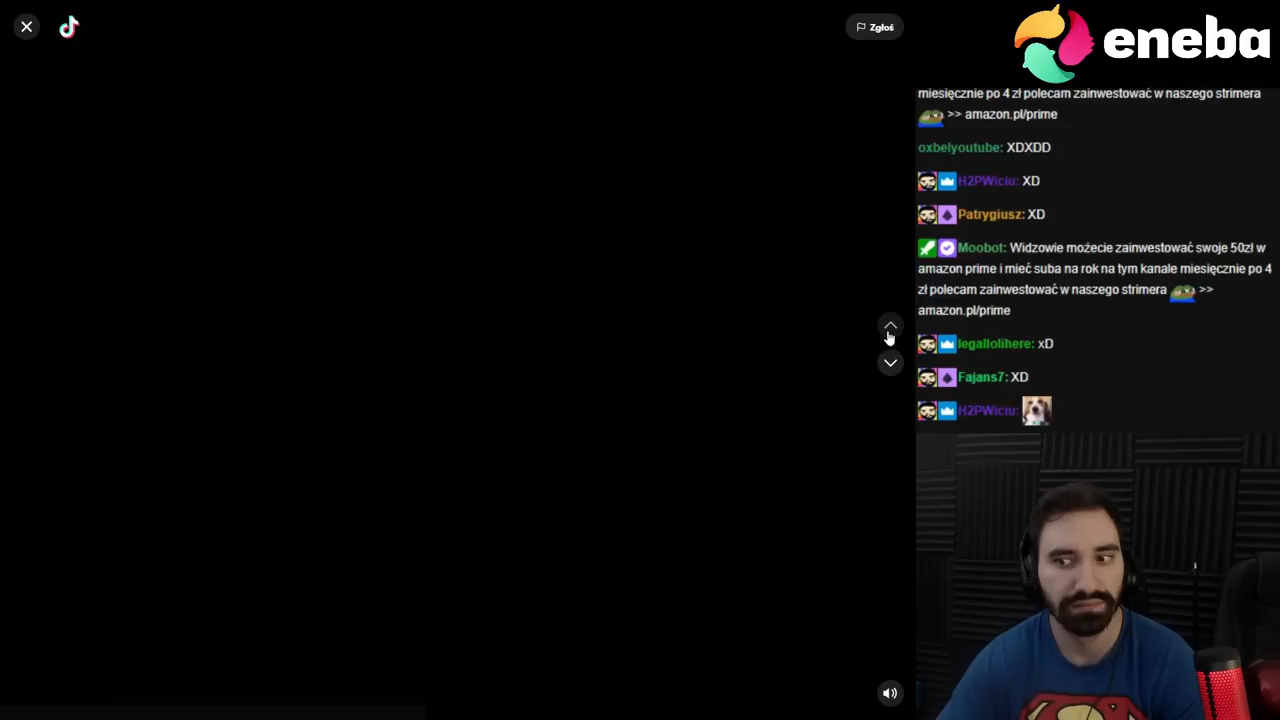 Zgłoś
eneba
miesięcznie po 4 zł polecam zainwestować w naszego strimera
>> amazon.pl/prime
oxbelyoutube: XDXDD
H2PWiciu: XD
Patrygiusz: XD
Moobot: Widzowie możecie zainwestować swoje 50zł w
amazon prime i mieć suba na rok na tym kanale miesięcznie po 4
zł polecam zainwestować w naszego strimera >>
amazon.pl/prime
legallolihere: xD
Fajans7: XD
H2PWiciu: